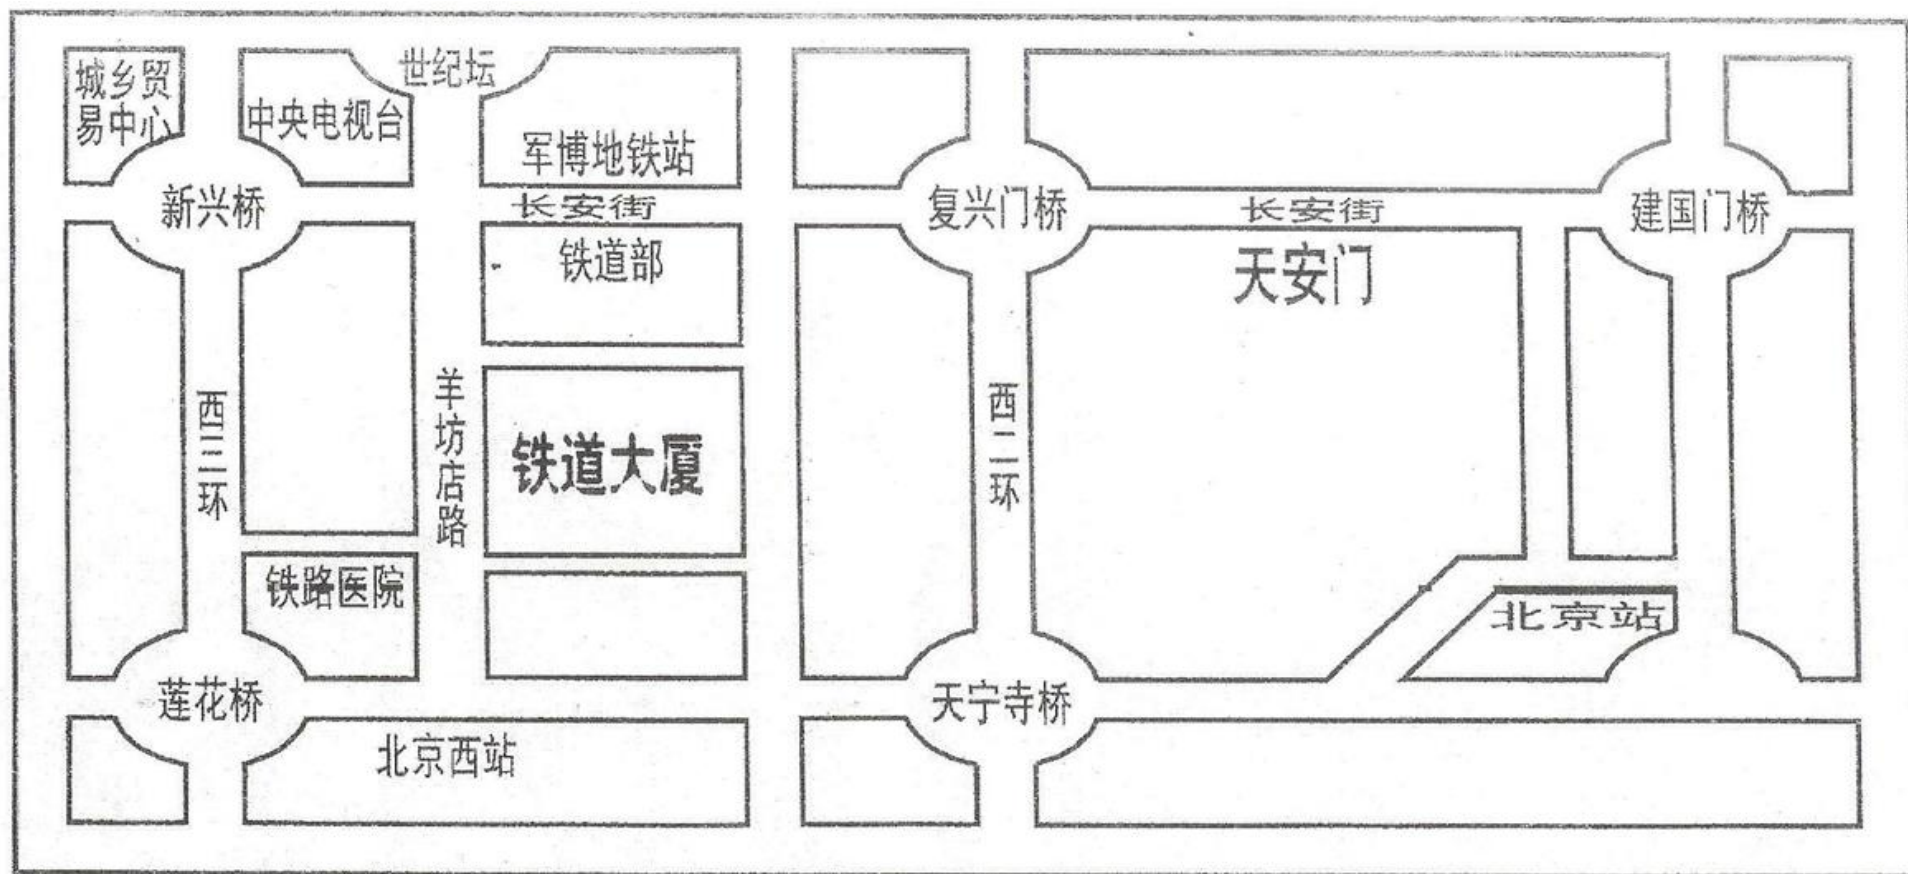 城乡贸
易中心
中央电视台
世纪坛
军博地铁站
新兴桥
长安街
复兴门桥
长安街
建国门桥
铁道部
天安门
西三环
羊坊店路
铁道大厦
西二环
铁路医院
北京站
莲花桥
天宁寺桥
北京西站